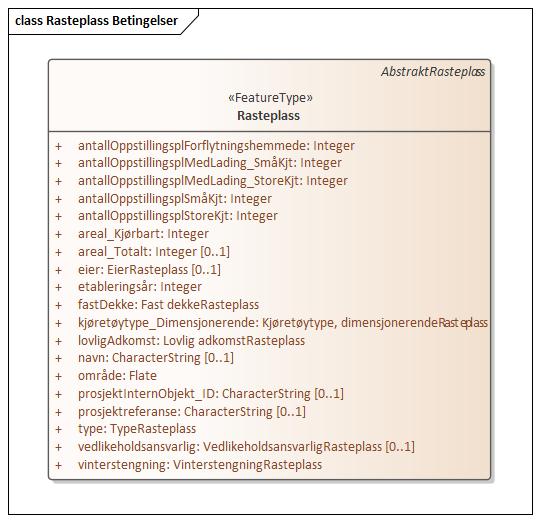 class Rasteplass Betingelser
AbstraktRasteplass
«FeatureType»
Rasteplass
+ antallOppstillingsplForflytningshemmede: Integer
+ antallOppstillingsplMedLading_SmåKjt: Integer
+ antallOppstillingsplMedLading_StoreKjt: Integer
+ antallOppstillingsplSmåKjt: Integer
+ antallOppstillingsplStoreKjt: Integer
+ areal_Kjørbart: Integer
+ areal_Totalt: Integer [0..1]
+ eier: EierRasteplass [0..1]
+ etableringsår: Integer
+ fastDekke: Fast dekkeRasteplass
+ kjøretøytype_Dimensjonerende: Kjøretøytype, dimensjonerendeRasteplass
+ lovligAdkomst: Lovlig adkomstRasteplass
+ navn: CharacterString [0..1]
+ område: Flate
+ prosjektInternObjekt_ID: CharacterString [0..1]
+ prosjektreferanse: CharacterString [0..1]
+ type: TypeRasteplass
+ vedlikeholdsansvarlig: VedlikeholdsansvarligRasteplass [0..1]
+ vinterstengning: VinterstengningRasteplass